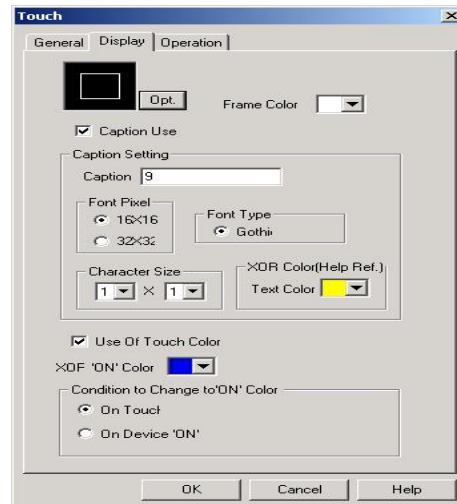 Touch
General Display Operation
Opt. Frame Color
Caption Use
Caption Setting
Caption 9
Font Pixel
16X16
32X32
Font Type
Gothi
Character Size
1 X 1
XOR Color(Help Ref.)
Text Color
Use Of Touch Color
XOF 'ON' Color
Condition to Change to'ON' Color
On Touch
On Device 'ON'
OK Cancel Help